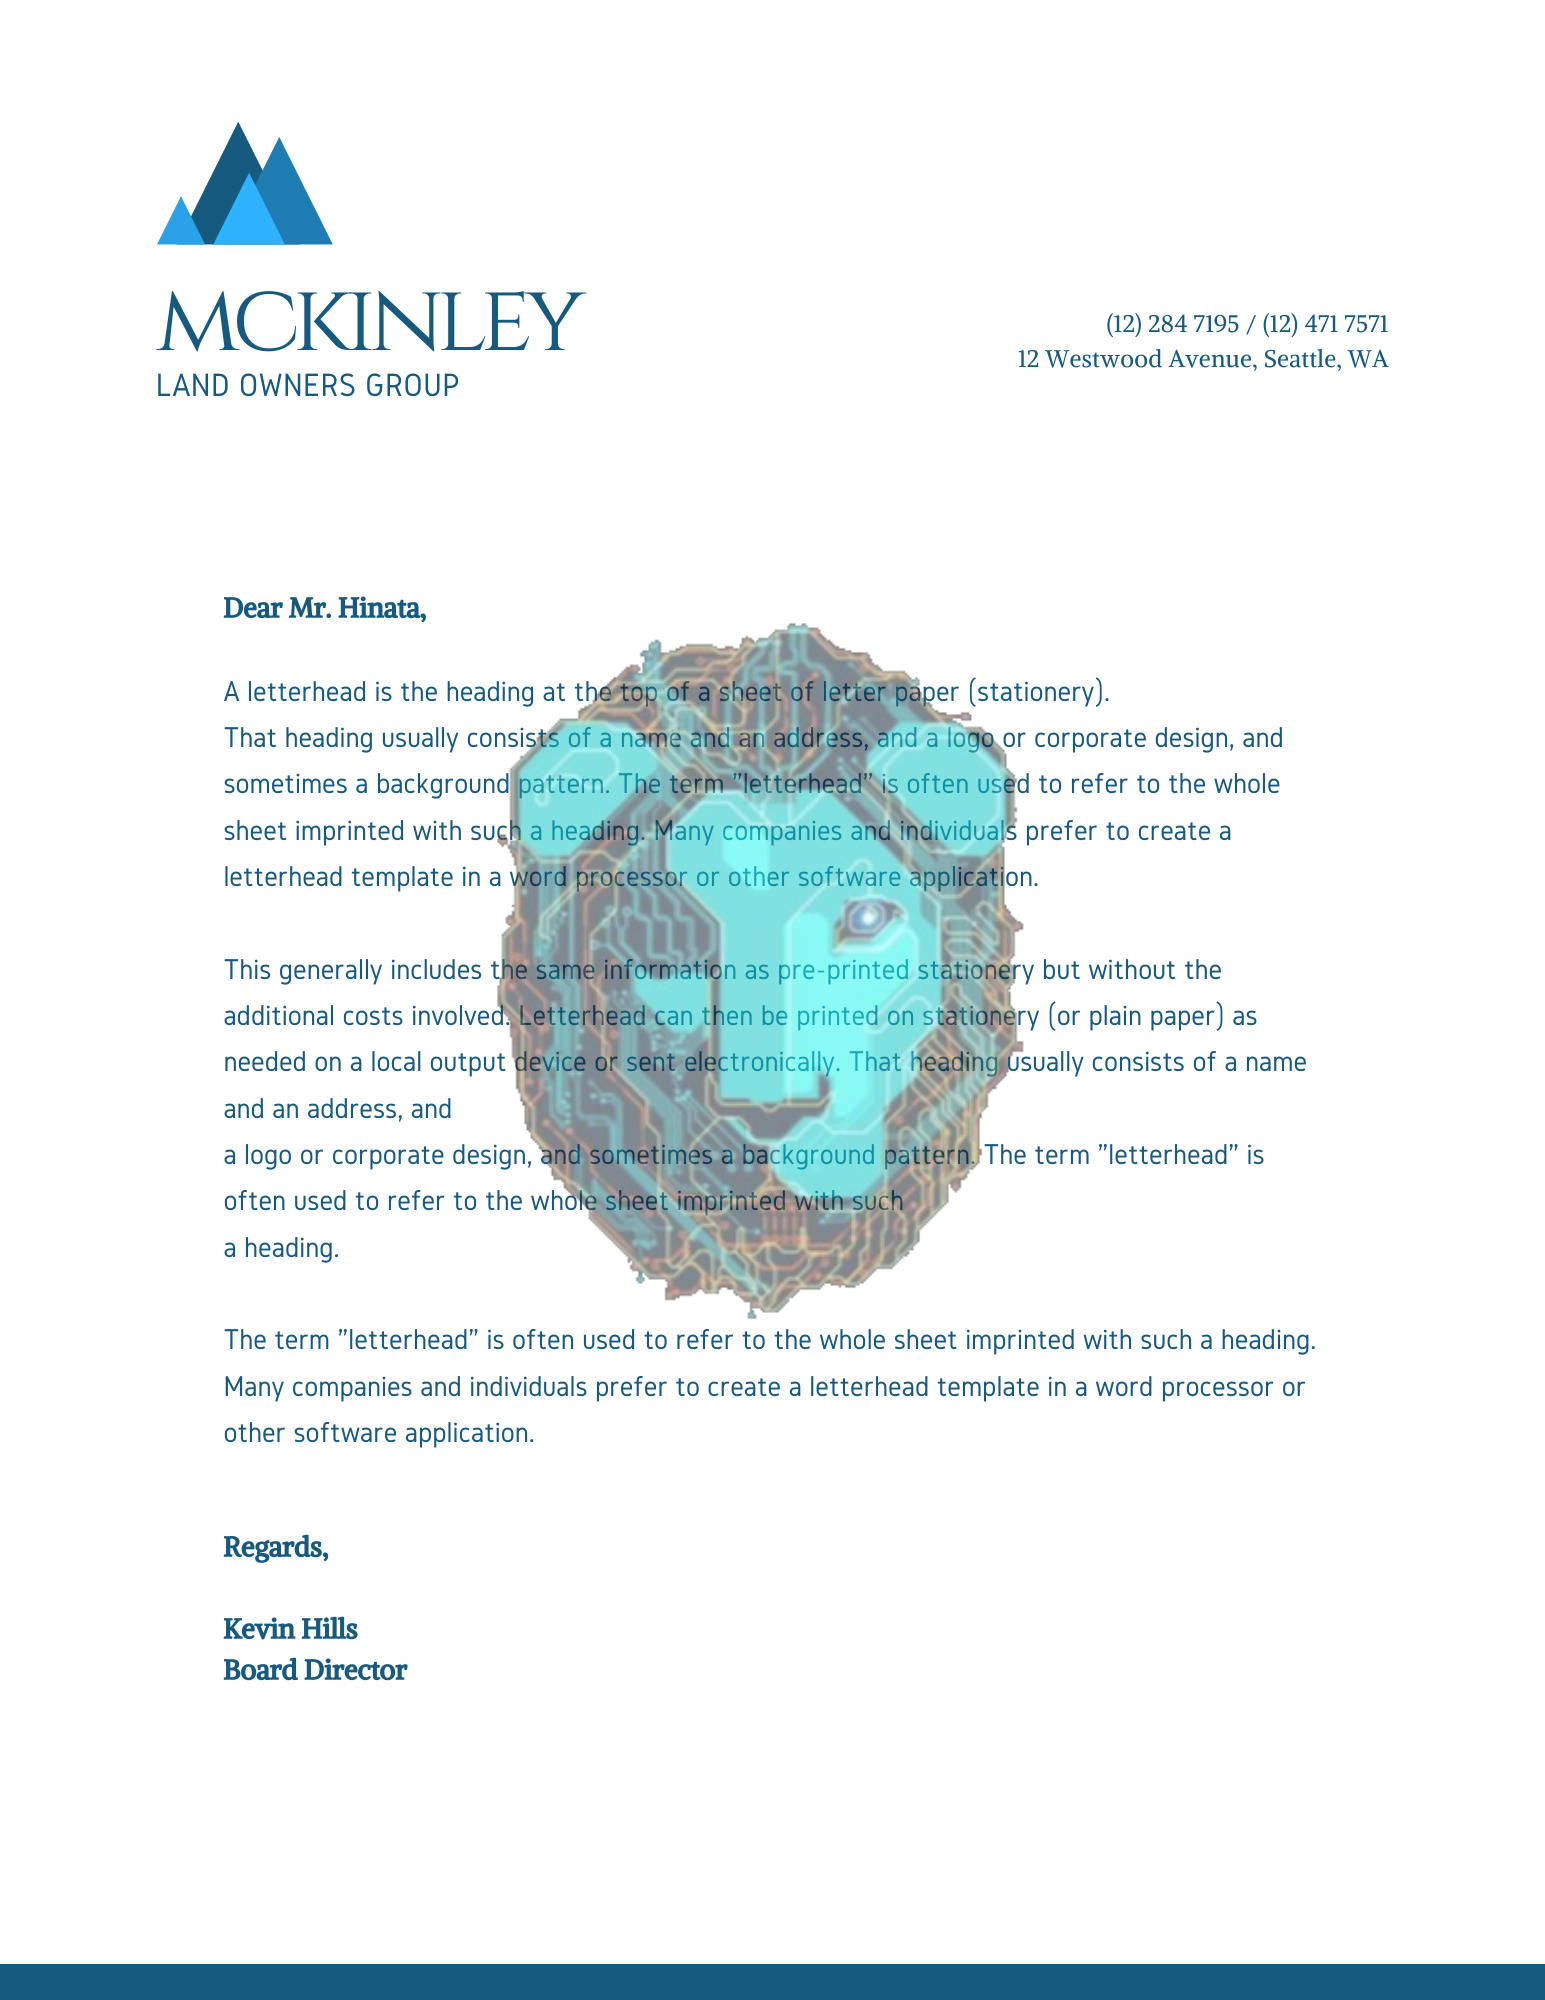 MCKINLEY
LAND OWNERS GROUP
(12) 284 7195 / (12) 471 7571
12 Westwood Avenue, Seattle, WA
Dear Mr. Hinata,
A letterhead is the heading at the top of a sheet of letter paper (stationery).
That heading usually consists of a name and an address, and a logo or corporate design, and
sometimes a background pattern. The term "letterhead" is often used to refer to the whole
sheet imprinted with such a heading. Many companies and individuals prefer to create a
letterhead template in a word processor or other software application.
This generally includes the same information as pre-printed stationery but without the
additional costs involved. Letterhead can then be printed on stationery (or plain paper) as
needed on a local output device or sent electronically. That heading usually consists of a name
and an address, and
a logo or corporate design, and sometimes a background pattern. The term "letterhead" is
often used to refer to the whole sheet imprinted with such
a heading.
The term "letterhead" is often used to refer to the whole sheet imprinted with such a heading.
Many companies and individuals prefer to create a letterhead template in a word processor or
other software application.
Regards,
Kevin Hills
Board Director